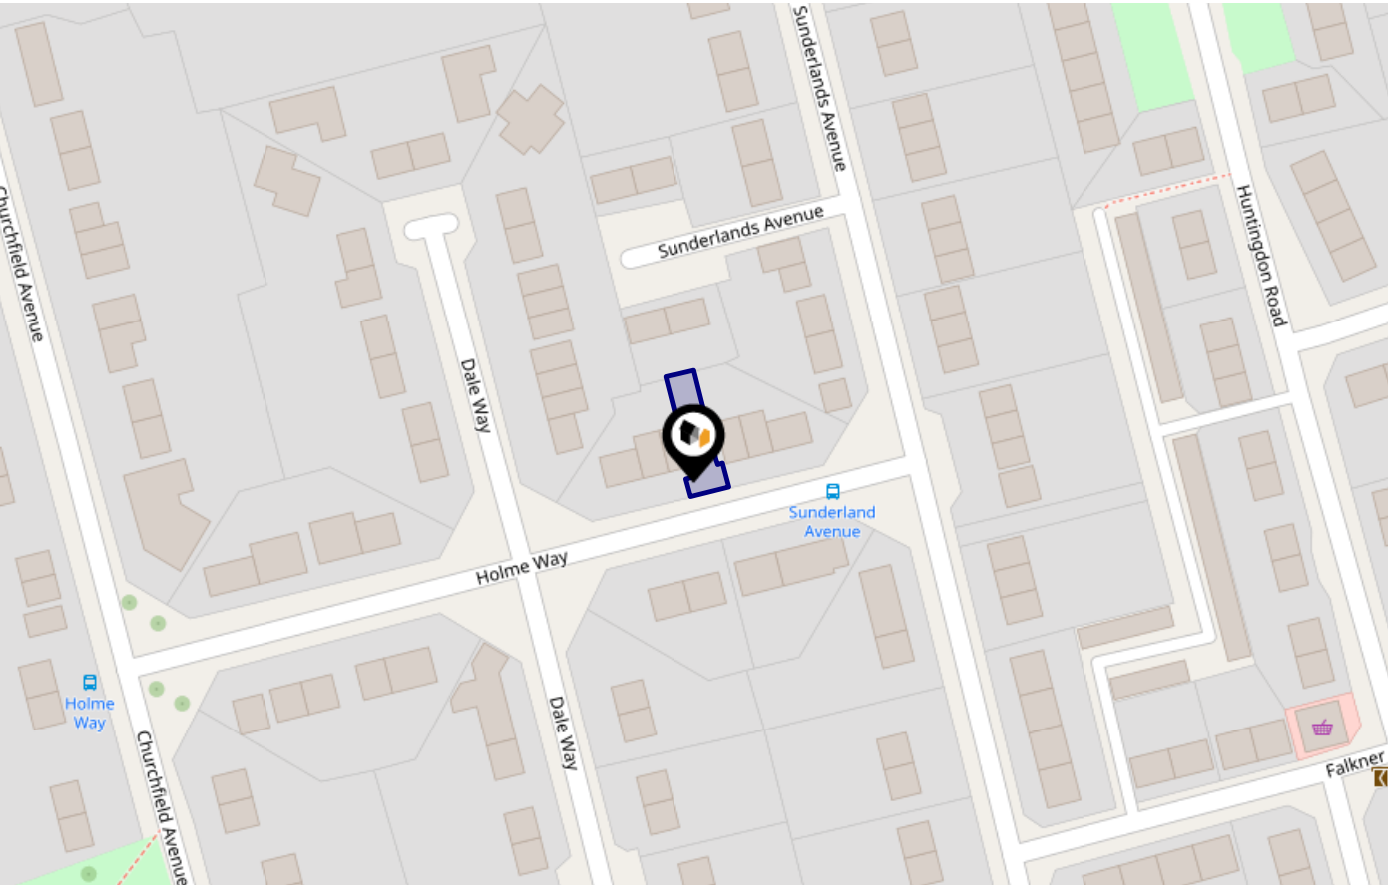 Sunderlands Avenue
Churchfield Avenue
Sunderlands Avenue
Huntingdon Road
Dale Way
Sunderland
Avenue
Holme Way
Holme
Way
Dale Way
Churchfield Avenue
Falkner